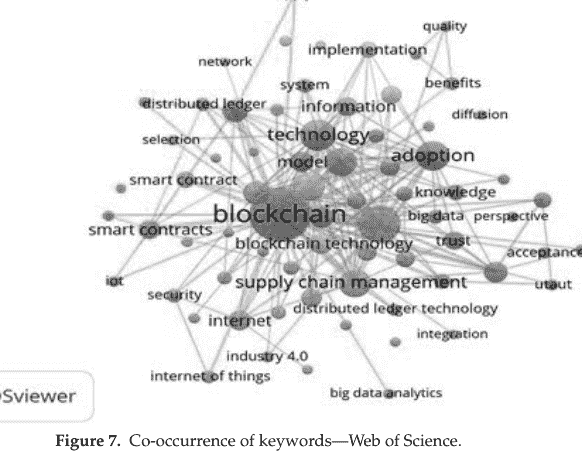 quality
implementation
network
system
benefits
distributed ledger
information
diffusion
technology
selection
model
adoption
smart contract
knowledge
blockchain
big data
perspective
smart contracts
blockchain technology
trust
acceptance
iot
supply chain management
utaut
security
distributed ledger technology
internet
integration
industry 4.0
internet of things
big data analytics
Sviewer
Figure 7. Co-occurrence of keywords—Web of Science.